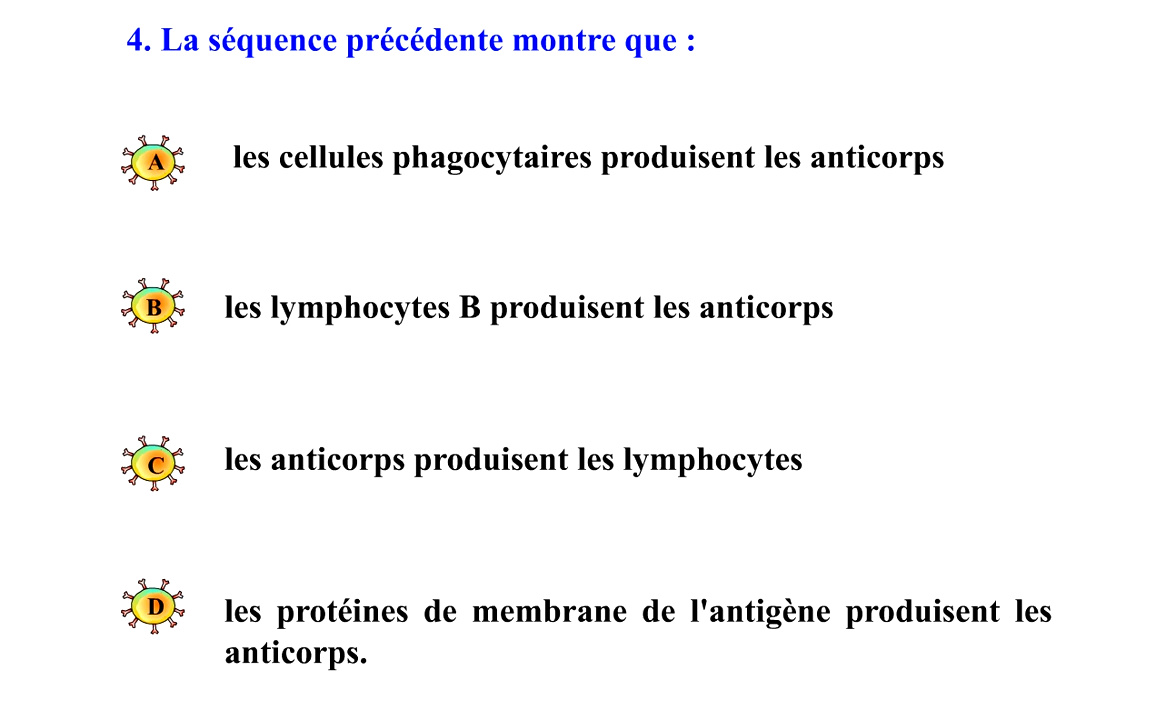 4. La séquence précédente montre que :
A les cellules phagocytaires produisent les anticorps
B les lymphocytes B produisent les anticorps
C les anticorps produisent les lymphocytes
D les protéines de membrane de l'antigène produisent les
anticorps.